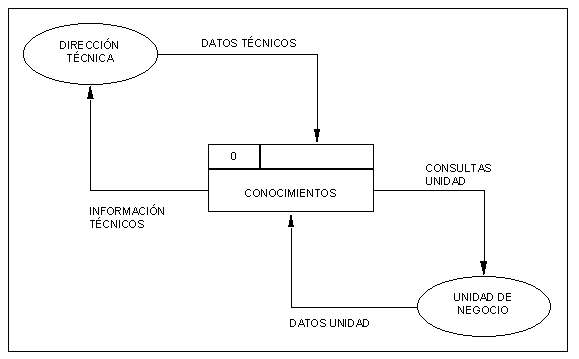 DIRECCIÓN
TÉCNICA
DATOS TÉCNICOS
0
CONOCIMIENTOS
CONSULTAS
UNIDAD
INFORMACIÓN
TÉCNICOS
UNIDAD DE
NEGOCIO
DATOS UNIDAD